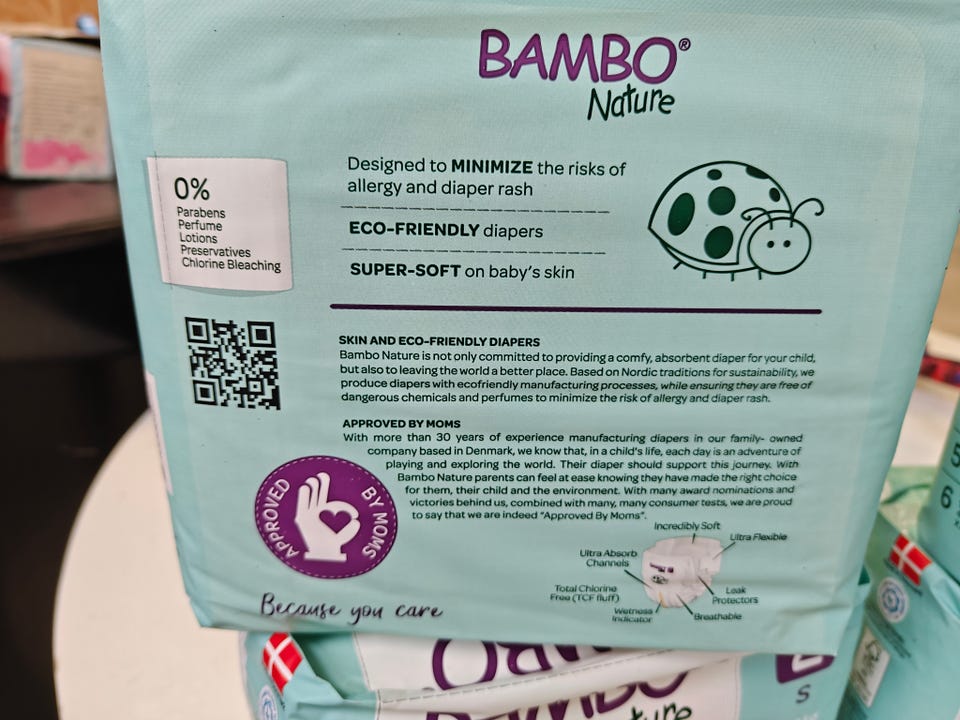 BAMBO®
Nature
0%
Parabens
Perfume
Lotions
Preservatives
Chlorine Bleaching
Designed to MINIMIZE the risks of
allergy and diaper rash
ECO-FRIENDLY diapers
SUPER-SOFT on baby's skin
SKIN AND ECO-FRIENDLY DIAPERS
Bambo Nature is not only committed to providing a comfy, absorbent diaper for your child,
but also to leaving the world a better place. Based on Nordic traditions for sustainability, we
produce diapers with ecofriendly manufacturing processes, while ensuring they are free of
dangerous chemicals and perfumes to minimize the risk of allergy and diaper rash.
APPROVED BY MOMS
With more than 30 years of experience manufacturing diapers in our family- owned
company based in Denmark, we know that, in a child's life, each day is an adventure of
playing and exploring the world. Their diaper should support this journey. With
Bambo Nature parents can feel at ease knowing they have made the right choice
for them, their child and the environment. With many award nominations and
victories behind us, combined with many, many consumer tests, we are proud
to say that we are indeed "Approved By Moms".
APPROVED BY MOMS
Incredibly Soft
Ultra Flexible
Ultra Absorb
Channels
Total Chlorine
Free (TCF fluff)
Leak
Protectors
Wetness
Indicator
Breathable
Because you care
BAMBO
Nature
S
5
6